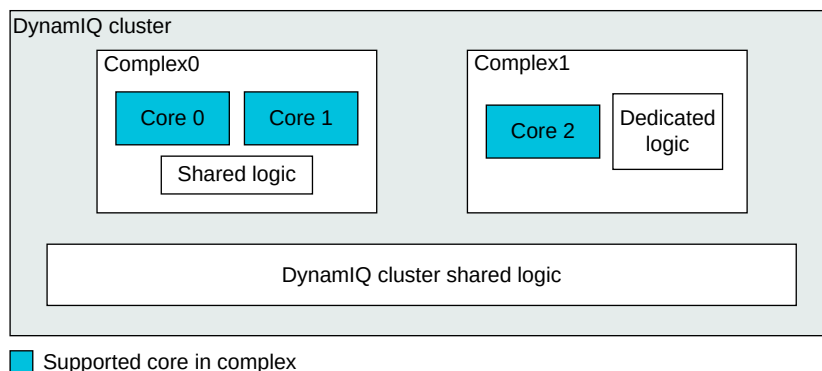 DynamIQ cluster
Complex0
Complex1
Core 0
Core 1
Core 2
Dedicated
logic
Shared logic
DynamIQ cluster shared logic
Supported core in complex